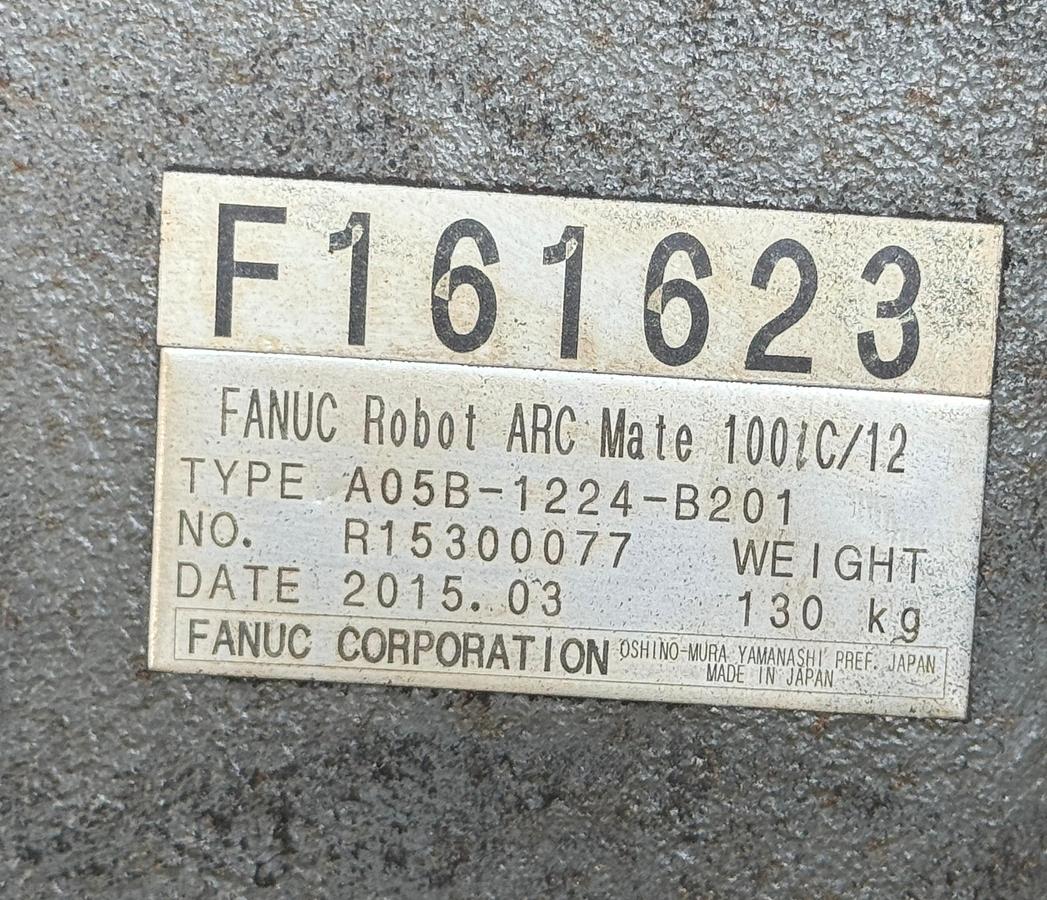 F161623
FANUC Robot ARC Mate 100iC/12
TYPE A05B-1224-B201
NO. R15300077 WEIGHT
DATE 2015.03 130 kg
FANUC CORPORATION OSHINO-MURA YAMANASHI PREF. JAPAN
MADE IN JAPAN